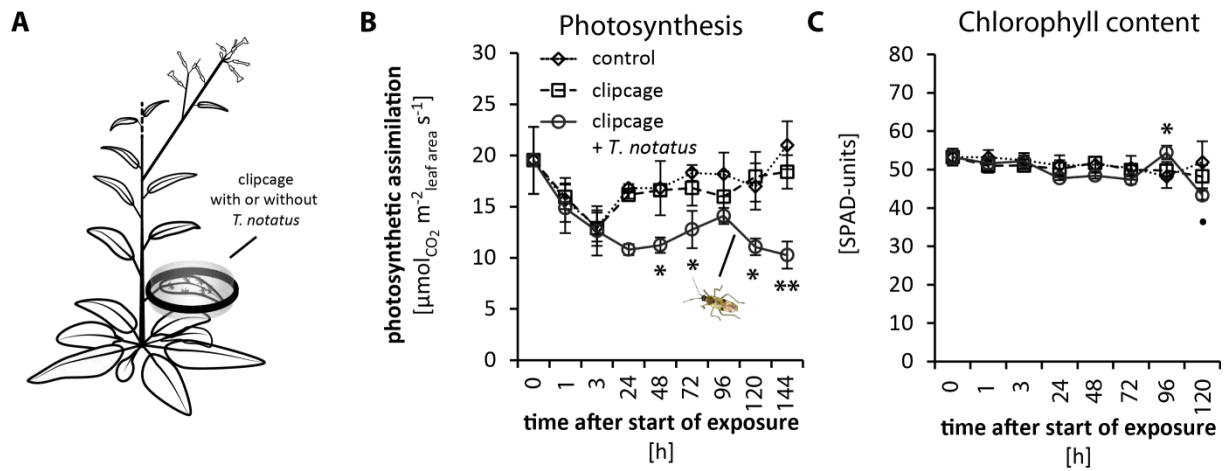 A
clipcage
with or without
T. notatus
B
Photosynthesis
control
clipcage
clipcage
+ T. notatus
photosynthetic assimilation
[µmolCO2 m-2leaf area s-1]
30
25
20
15
10
5
0
*
*
*
**
0
1
3
24
48
72
96
120
144
time after start of exposure
[h]
C
Chlorophyll content
[SPAD-units]
80
70
60
50
40
30
20
10
0
*
•
0
1
3
24
48
72
96
120
time after start of exposure
[h]